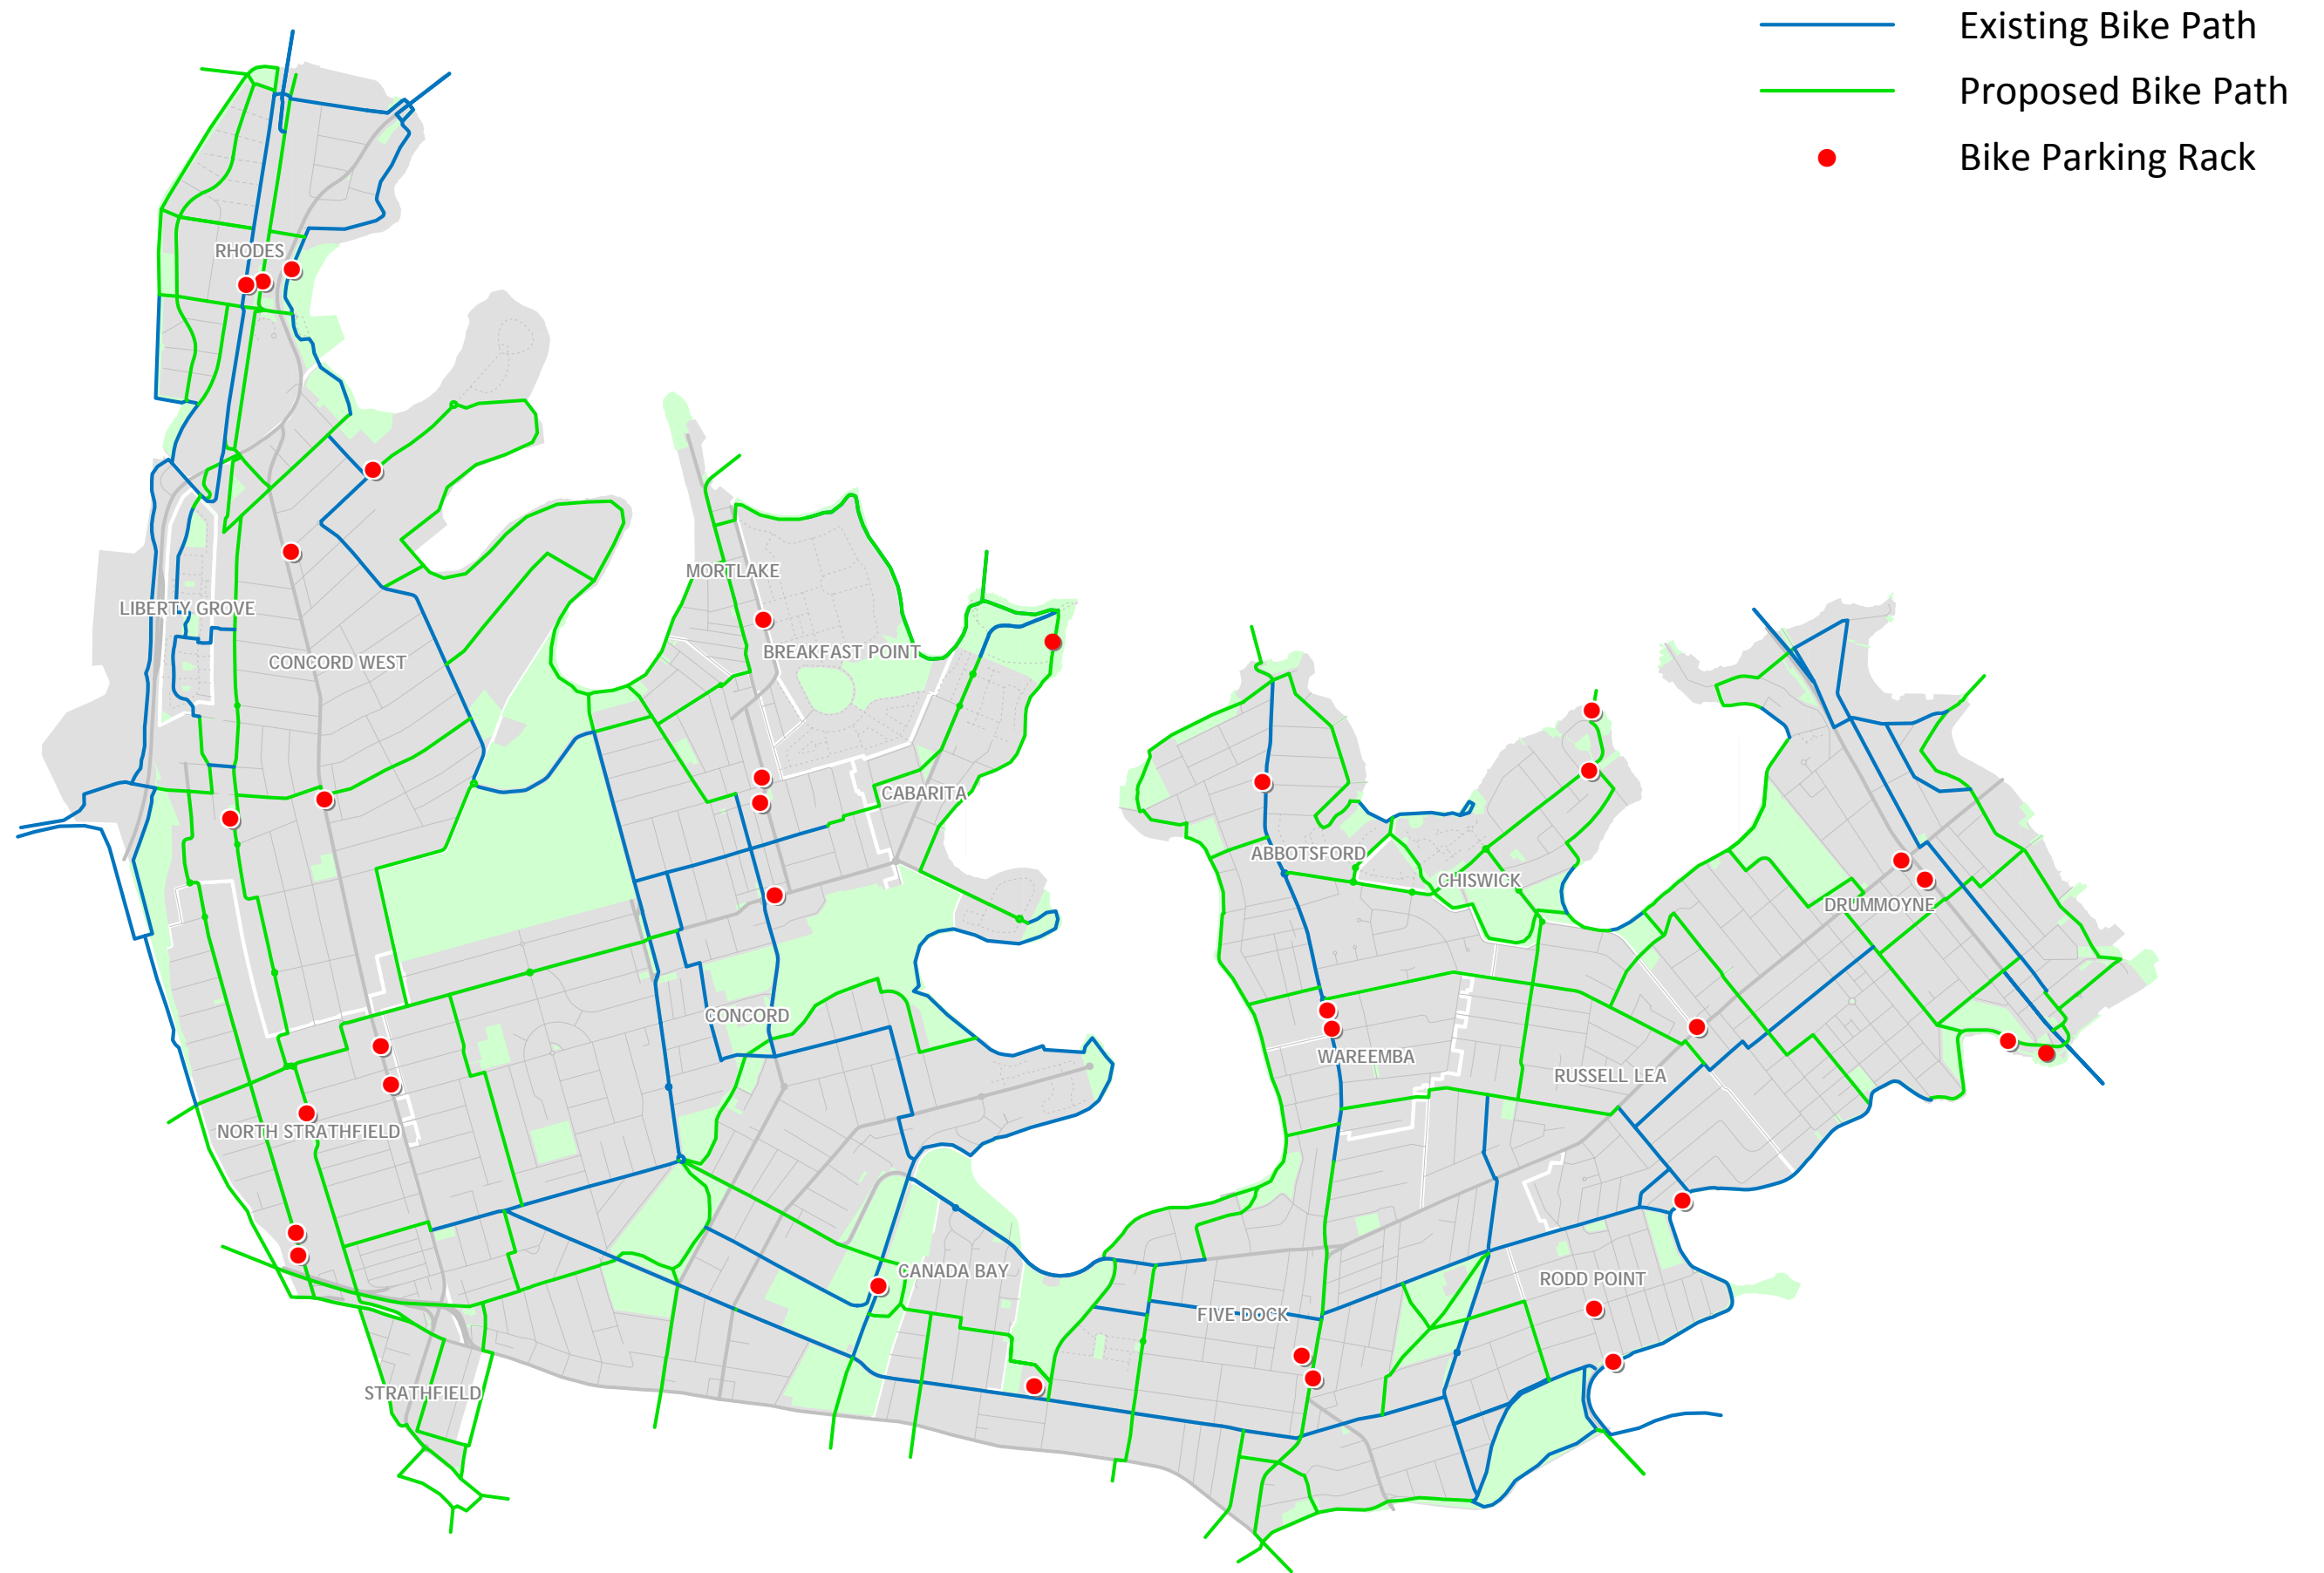 Existing Bike Path
Proposed Bike Path
Bike Parking Rack
RHODES
MORTLAKE
LIBERTY GROVE
BREAKFAST POINT
CONCORD WEST
CABARITA
ABBOTSFORD
CHISWICK
DRUMMOYNE
CONCORD
WAREEMBA
RUSSELL LEA
NORTH STRATHFIELD
CANADA BAY
RODD POINT
FIVE DOCK
STRATHFIELD